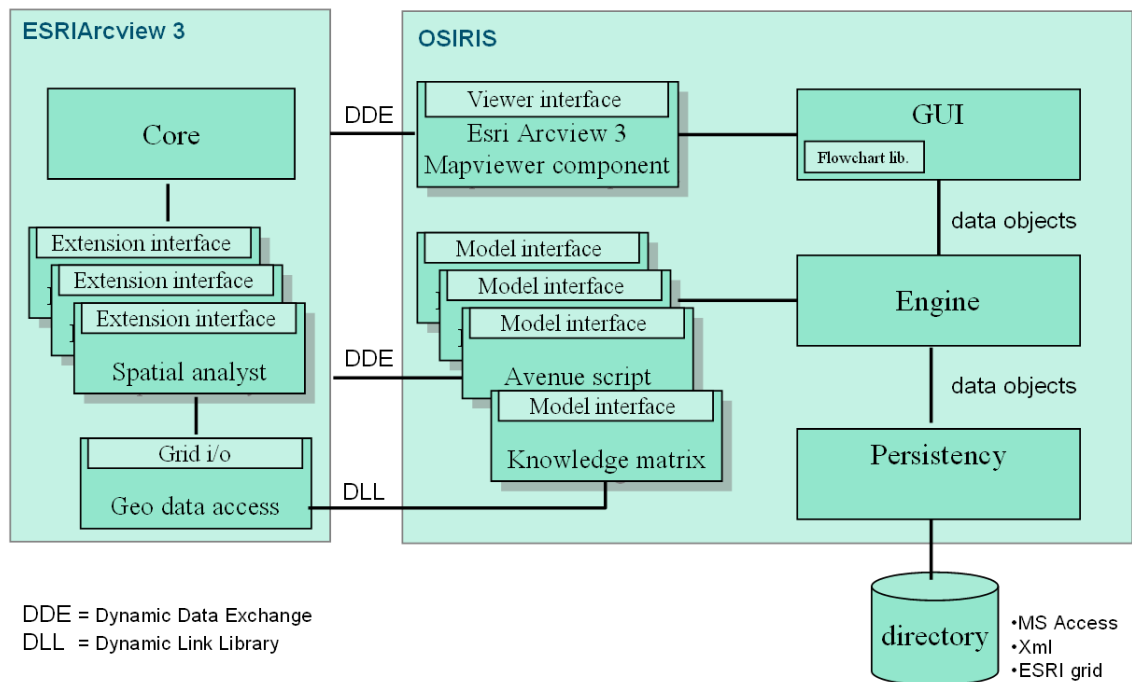 ESRIArcview 3
Core
Extension interface
Extension interface
Extension interface
Spatial analyst
Grid i/o
Geo data access
DDE
DDE
DLL
OSIRIS
Viewer interface
Esri Arcview 3
Mapviewer component
Model interface
Model interface
Model interface
Avenue script
Model interface
Knowledge matrix
GUI
Flowchart lib.
data objects
Engine
data objects
Persistency
directory
•MS Access
•Xml
•ESRI grid
DDE = Dynamic Data Exchange
DLL = Dynamic Link Library